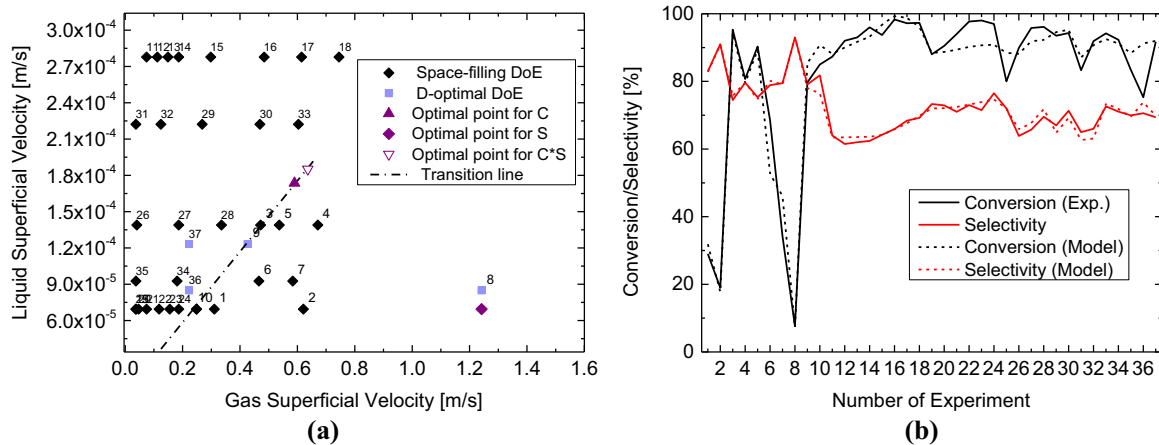 3.0x10⁻⁴
2.7x10⁻⁴
2.4x10⁻⁴
2.1x10⁻⁴
1.8x10⁻⁴
1.5x10⁻⁴
1.2x10⁻⁴
9.0x10⁻⁵
6.0x10⁻⁵
Liquid Superficial Velocity [m/s]
11 12 13 14 15 16 17 18
31 32 29 30 33
26 27 28 3 5 4
37 9
35 34 6 7
36 8
21 22 23 24 10 1 2
Space-filling DoE
D-optimal DoE
Optimal point for C
Optimal point for S
Optimal point for C*S
Transition line
0.0 0.2 0.4 0.6 0.8 1.0 1.2 1.4 1.6
Gas Superficial Velocity [m/s]
(a)
100
80
60
40
20
0
Conversion/Selectivity [%]
Conversion (Exp.)
Selectivity
Conversion (Model)
Selectivity (Model)
2 4 6 8 10 12 14 16 18 20 22 24 26 28 30 32 34 36
Number of Experiment
(b)